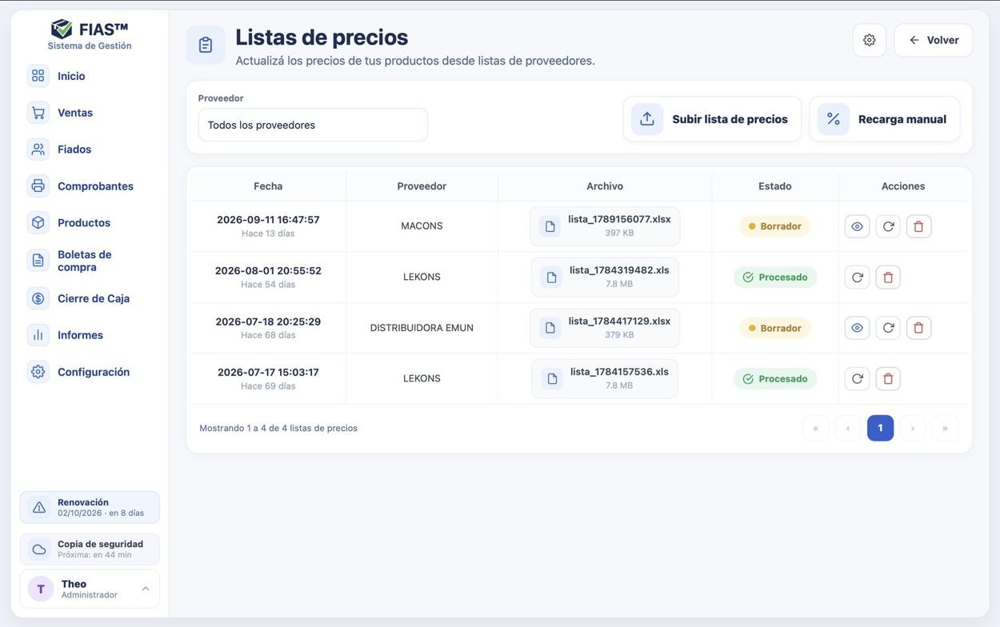 FIAS™
Sistema de Gestión
Inicio
Ventas
Fiados
Comprobantes
Productos
Boletas de
compra
Cierre de Caja
Informes
Configuración
Renovación
02/10/2026 · en 8 días
Copia de seguridad
Próxima: en 44 min
T
Theo
Administrador
Listas de precios
Actualizá los precios de tus productos desde listas de proveedores.
Volver
Proveedor
Todos los proveedores
Subir lista de precios
Recarga manual
Fecha Proveedor Archivo Estado Acciones
2026-09-11 16:47:57
Hace 13 días
MACONS
lista_1789156077.xlsx
397 KB
Borrador
2026-08-01 20:55:52
Hace 54 días
LEKONS
lista_1784319482.xls
7.8 MB
Procesado
2026-07-18 20:25:29
Hace 68 días
DISTRIBUIDORA EMUN
lista_1784417129.xlsx
379 KB
Borrador
2026-07-17 15:03:17
Hace 69 días
LEKONS
lista_1784157536.xls
7.8 MB
Procesado
Mostrando 1 a 4 de 4 listas de precios
« ‹ 1 › »